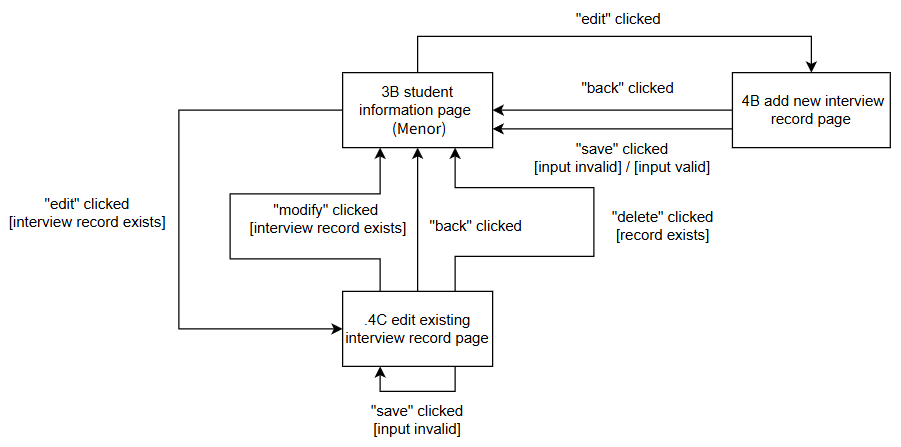 "edit" clicked
3B student
information page
(Menor)
"back" clicked
4B add new interview
record page
"save" clicked
[input invalid] / [input valid]
"edit" clicked
[interview record exists]
"modify" clicked
[interview record exists]
"back" clicked
"delete" clicked
[record exists]
.4C edit existing
interview record page
"save" clicked
[input invalid]